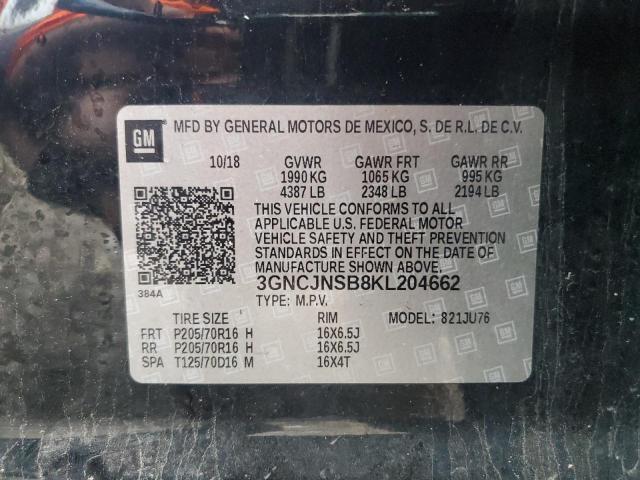 GM MFD BY GENERAL MOTORS DE MEXICO, S. DE R.L. DE C.V.
10/18 GVWR GAWR FRT GAWR RR
1990 KG 1065 KG 995 KG
4387 LB 2348 LB 2194 LB
THIS VEHICLE CONFORMS TO ALL
APPLICABLE U.S. FEDERAL MOTOR
VEHICLE SAFETY AND THEFT PREVENTION
STANDARDS IN EFFECT ON THE DATE OF
MANUFACTURE SHOWN ABOVE.
384A 3GNCJNSB8KL204662
TYPE: M.P.V.
TIRE SIZE RIM MODEL: 821JU76
FRT P205/70R16 H 16X6.5J
RR P205/70R16 H 16X6.5J
SPA T125/70D16 M 16X4T